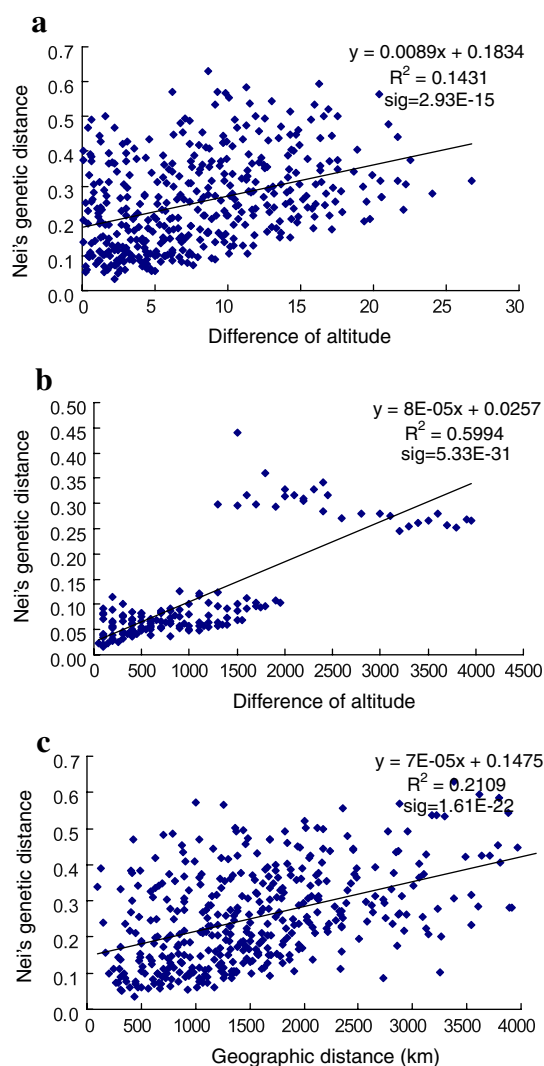 a
y = 0.0089x + 0.1834
R² = 0.1431
sig=2.93E-15
Nei's genetic distance
0.7
0.6
0.5
0.4
0.3
0.2
0.1
0.0
0 5 10 15 20 25 30
Difference of altitude
b
y = 8E-05x + 0.0257
R² = 0.5994
sig=5.33E-31
Nei's genetic distance
0.50
0.45
0.40
0.35
0.30
0.25
0.20
0.15
0.10
0.05
0.00
0 500 1000 1500 2000 2500 3000 3500 4000 4500
Difference of altitude
c
y = 7E-05x + 0.1475
R² = 0.2109
sig=1.61E-22
Nei's genetic distance
0.7
0.6
0.5
0.4
0.3
0.2
0.1
0.0
0 500 1000 1500 2000 2500 3000 3500 4000
Geographic distance (km)